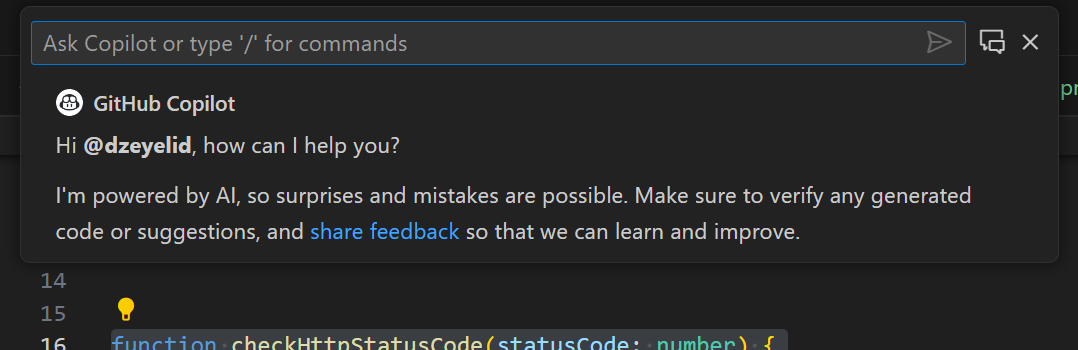 Ask Copilot or type '/' for commands
GitHub Copilot
Hi @dzeyelid, how can I help you?
I'm powered by AI, so surprises and mistakes are possible. Make sure to verify any generated
code or suggestions, and share feedback so that we can learn and improve.
14
15
16 function checkHttpStatusCode(statusCode: number) {